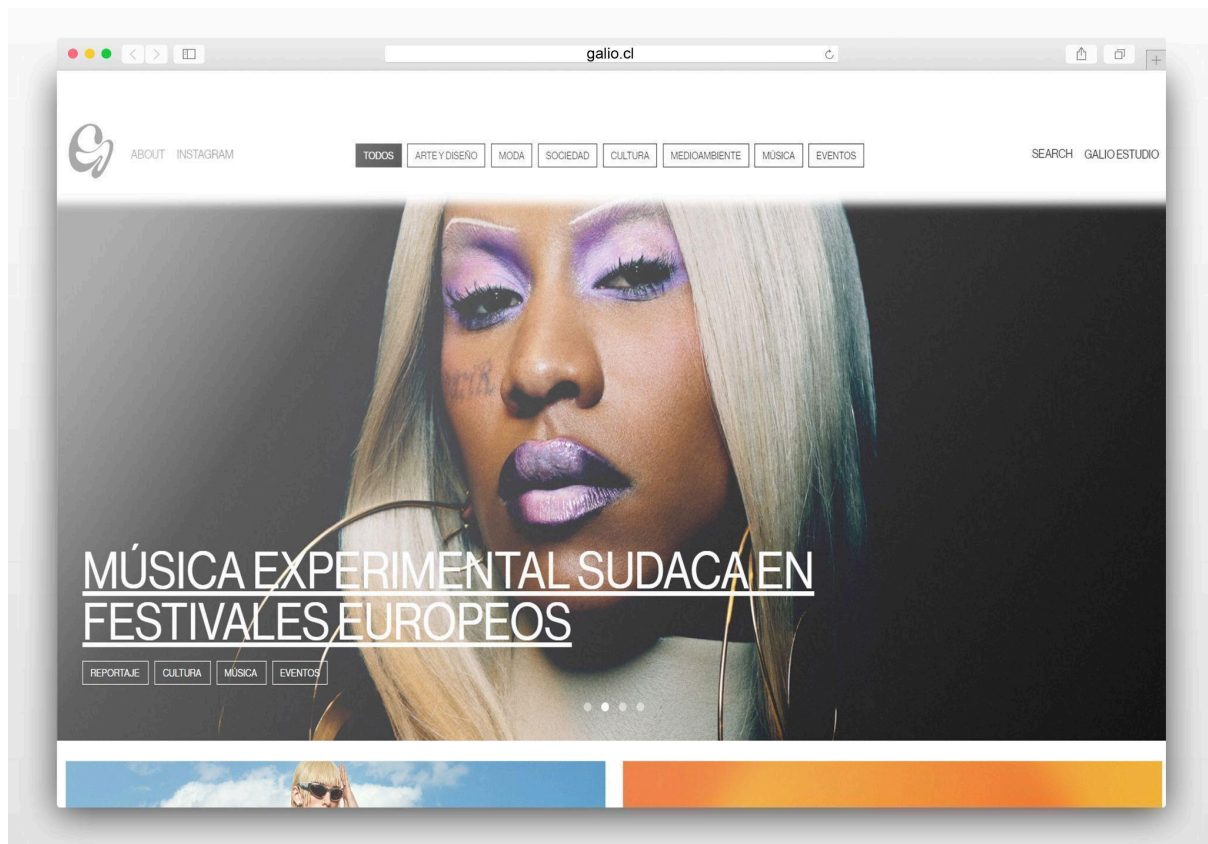 galio.cl
ABOUT INSTAGRAM
TODOS ARTE Y DISEÑO MODA SOCIEDAD CULTURA MEDIOAMBIENTE MÚSICA EVENTOS
SEARCH GALIO ESTUDIO
MÚSICA EXPERIMENTAL SUDACA EN
FESTIVALES EUROPEOS
REPORTAJE CULTURA MÚSICA EVENTOS